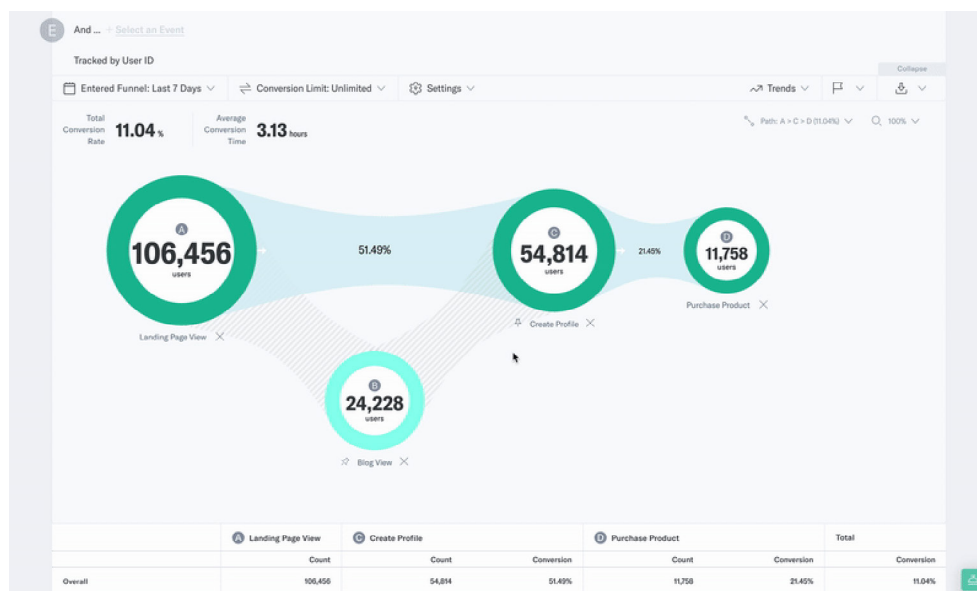 E And ... + Select an Event
Tracked by User ID
Collapse
Entered Funnel: Last 7 Days Conversion Limit: Unlimited Settings Trends
Total Conversion Rate 11.04 %
Average Conversion Time 3.13 hours
Path: A > C > D (11.04%) 100%
A
106,456
users
Landing Page View
51.49%
C
54,814
users
Create Profile
21.45%
D
11,758
users
Purchase Product
B
24,228
users
Blog View
A Landing Page View C Create Profile D Purchase Product Total
Count Count Conversion Count Conversion Conversion
Overall 106,456 54,814 51.49% 11,758 21.45% 11.04%